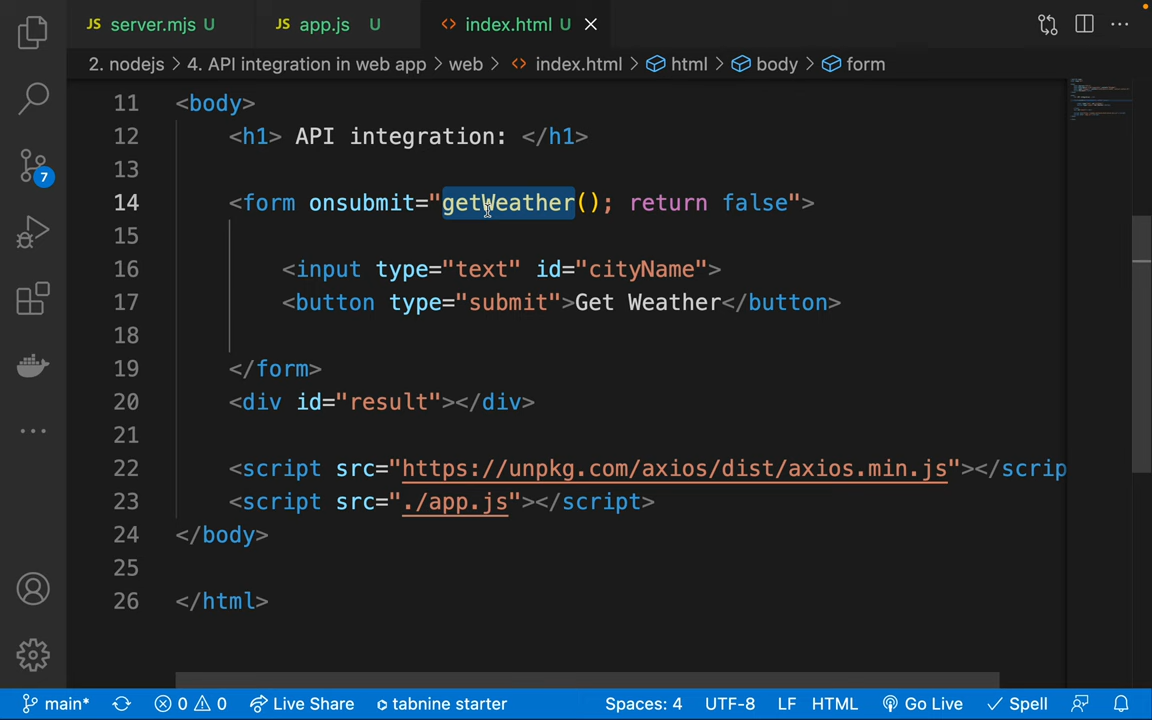 JS server.mjs U JS app.js U <> index.html U
2. nodejs > 4. API integration in web app > web > <> index.html > html > body > form
11 <body>
12 <h1> API integration: </h1>
13
14 <form onsubmit="getWeather(); return false">
15
16 <input type="text" id="cityName">
17 <button type="submit">Get Weather</button>
18
19 </form>
20 <div id="result"></div>
21
22 <script src="https://unpkg.com/axios/dist/axios.min.js"></scrip
23 <script src="./app.js"></script>
24 </body>
25
26 </html>
7
main* 0 0 Live Share tabnine starter Spaces: 4 UTF-8 LF HTML Go Live Spell